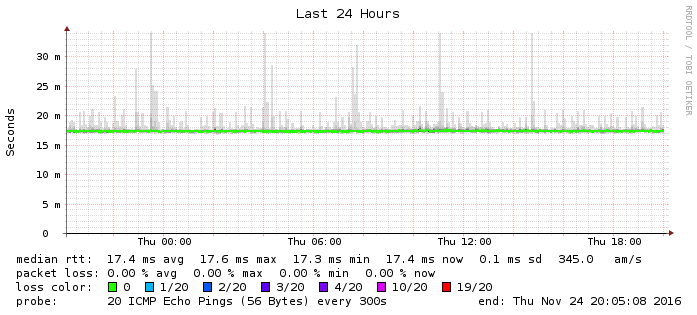 Last 24 Hours
RRDTOOL / TOBI OETIKER
Seconds
30 m
25 m
20 m
15 m
10 m
5 m
0
Thu 00:00 Thu 06:00 Thu 12:00 Thu 18:00
median rtt: 17.4 ms avg 17.6 ms max 17.3 ms min 17.4 ms now 0.1 ms sd 345.0 am/s
packet loss: 0.00 % avg 0.00 % max 0.00 % min 0.00 % now
loss color: 0 1/20 2/20 3/20 4/20 10/20 19/20
probe: 20 ICMP Echo Pings (56 Bytes) every 300s end: Thu Nov 24 20:05:08 2016